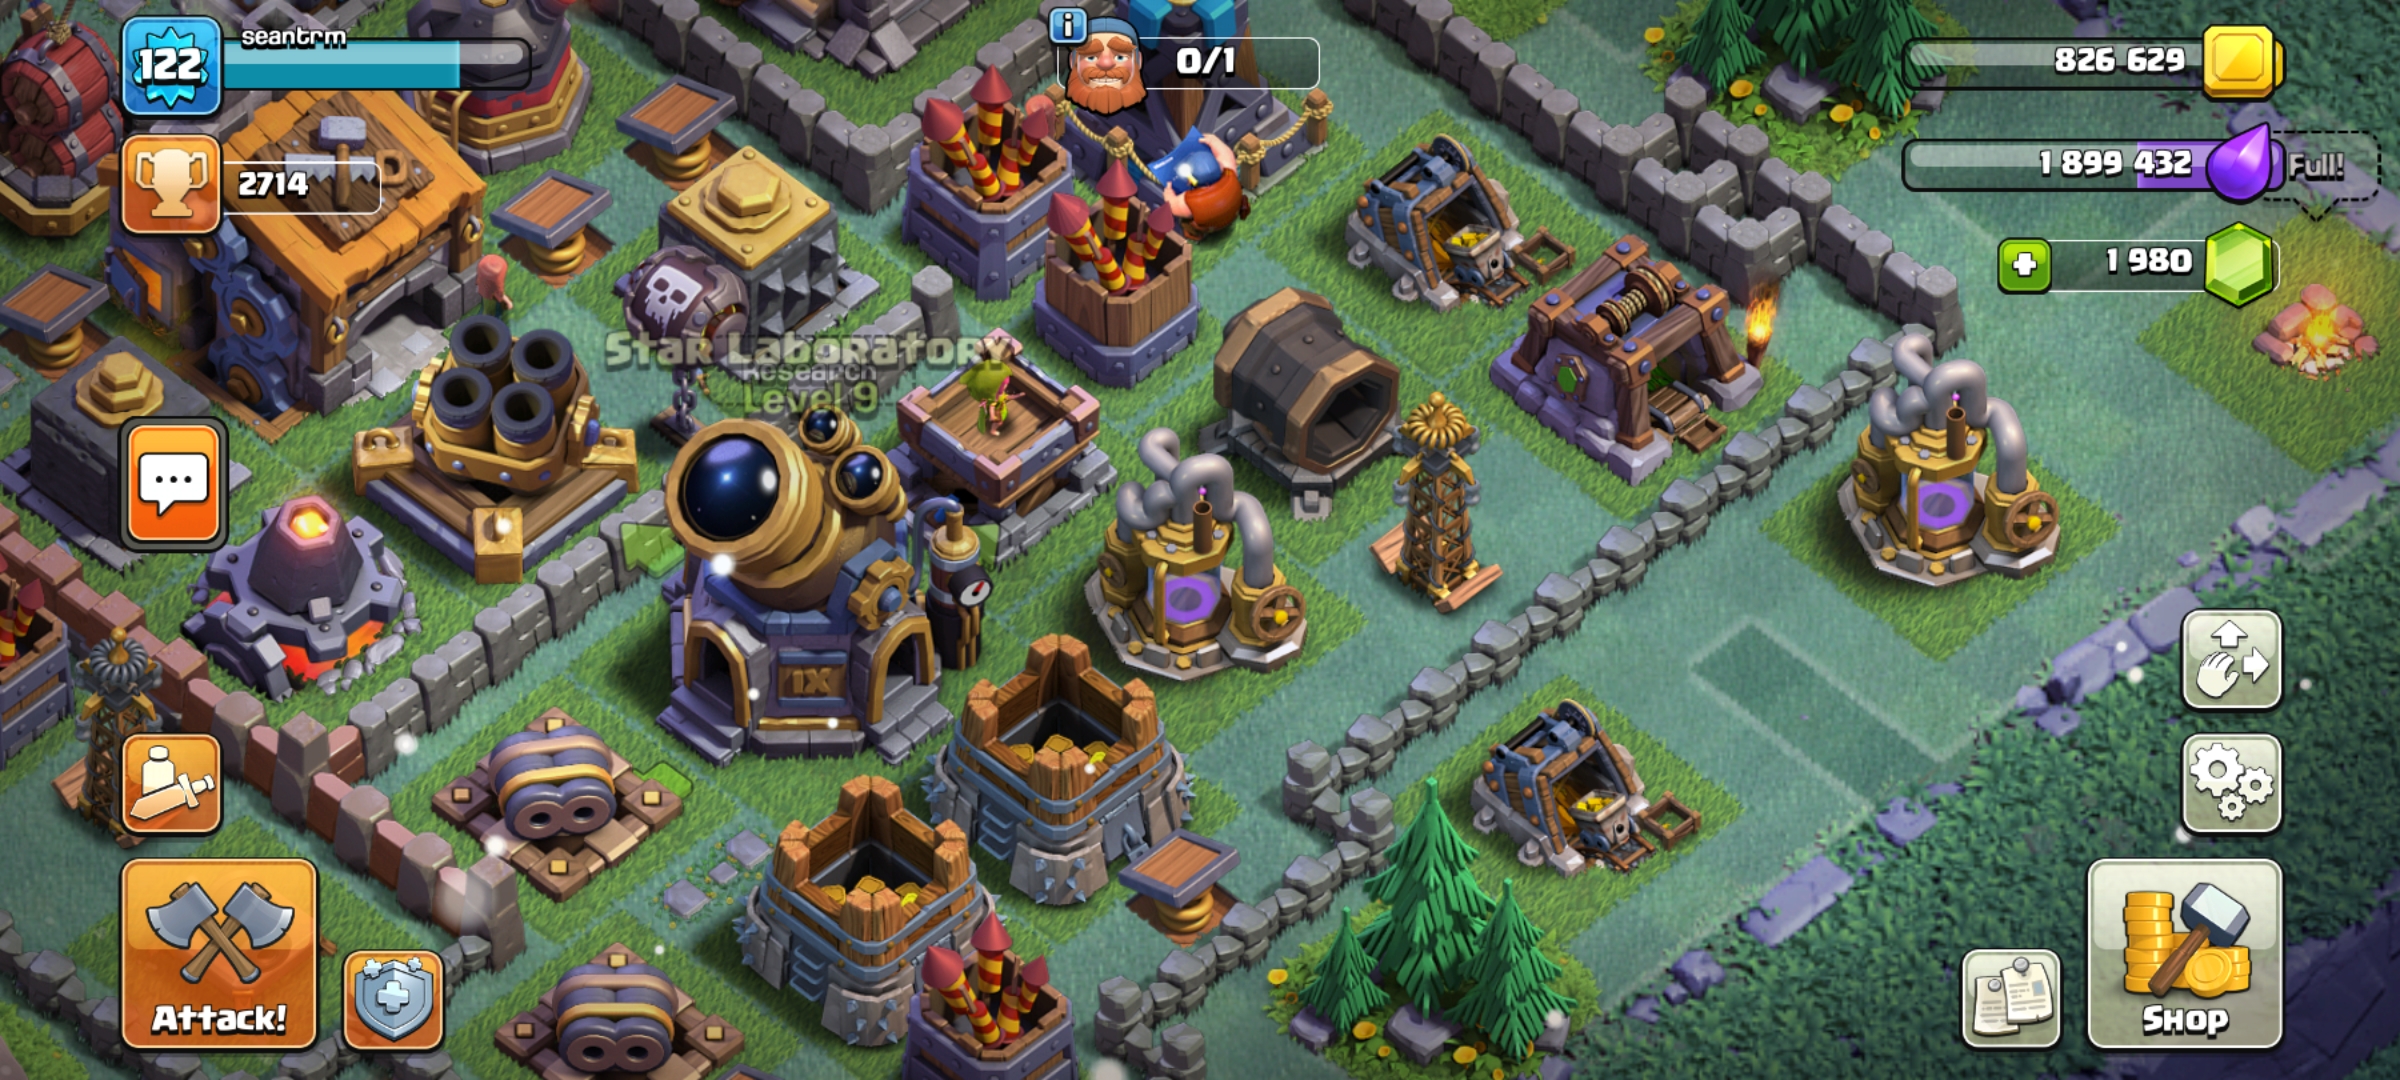 122
seantrm
i
0/1
826 629
2714
1 899 432
Full!
1 980
Star Laboratory
Research
Level 9
IX
Attack!
Shop